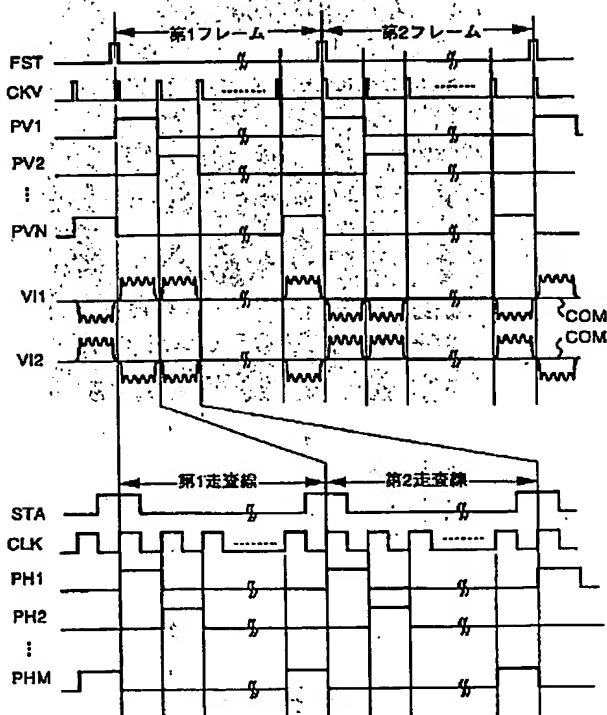 第1フレーム 第2フレーム
FST
CKV
PV1
PV2
PVN
VI1
COM
COM
VI2
第1走査線 第2走査線
STA
CLK
PH1
PH2
PHM